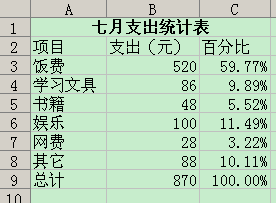 A B C
1 七月支出统计表
2 项目 支出（元） 百分比
3 饭费 520 59.77%
4 学习文具 86 9.89%
5 书籍 48 5.52%
6 娱乐 100 11.49%
7 网费 28 3.22%
8 其它 88 10.11%
9 总计 870 100.00%